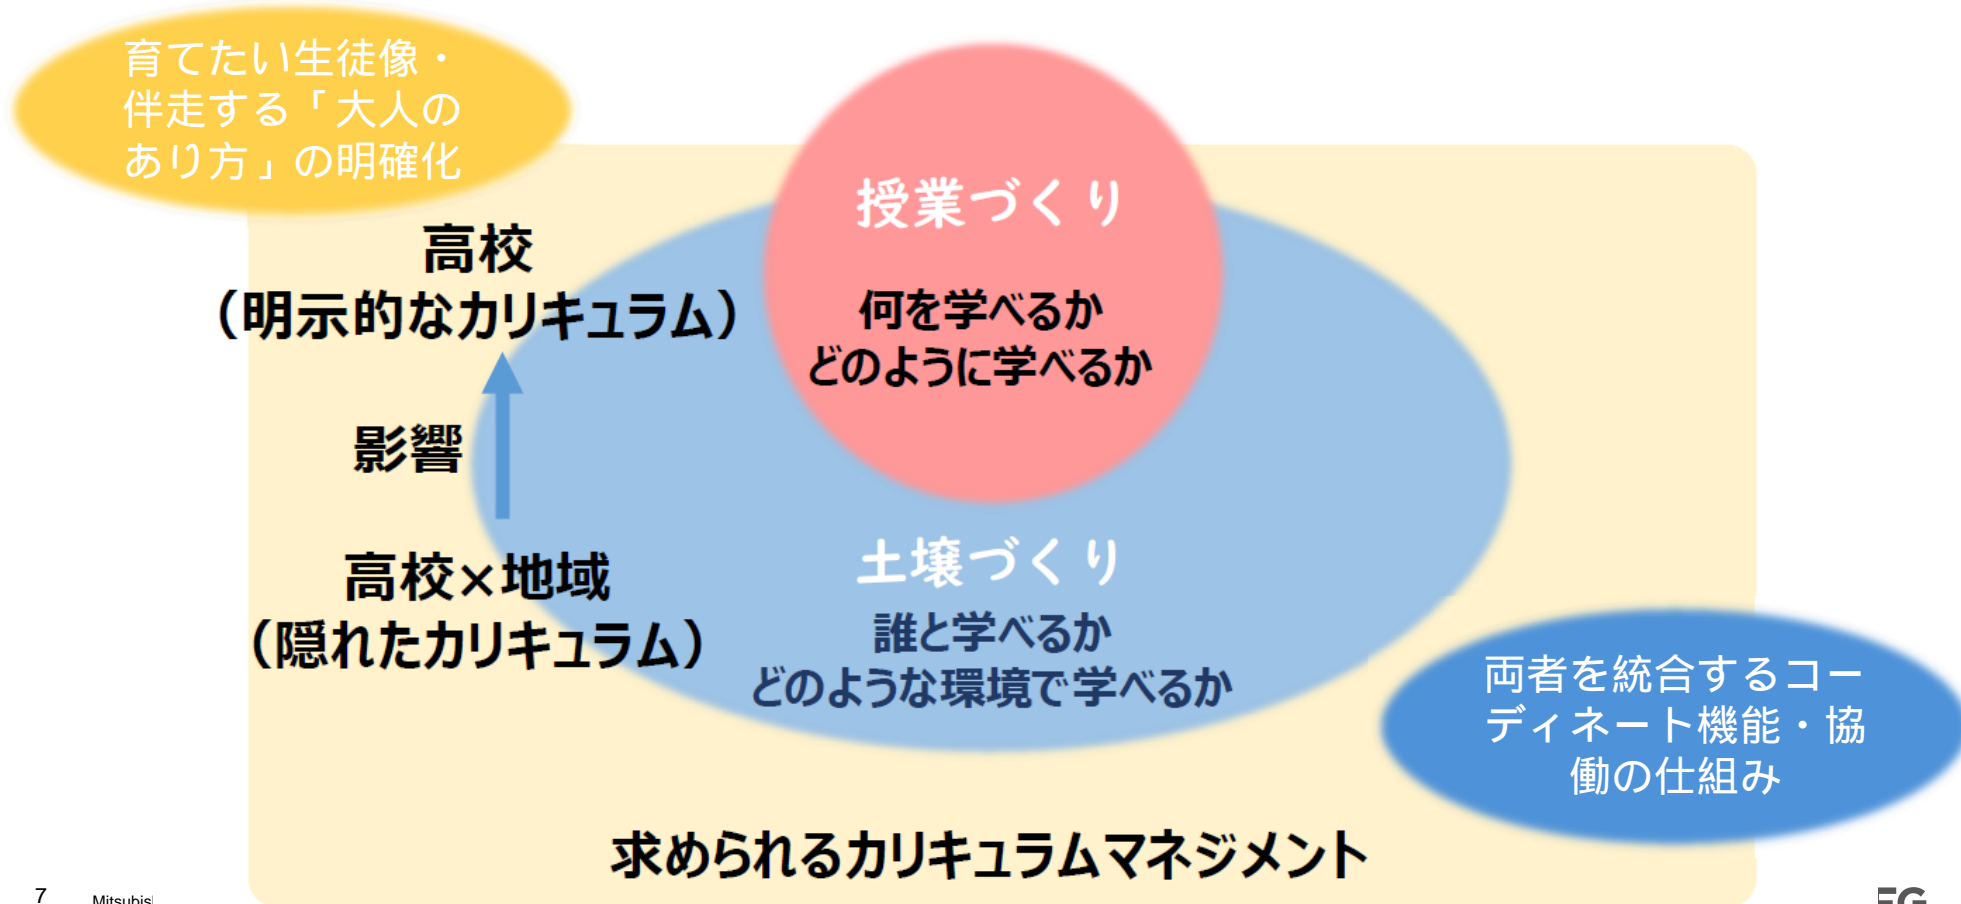 育てたい生徒像・
伴走する「大人の
あり方」の明確化
授業づくり
何を学べるか
どのように学べるか
高校
（明示的なカリキュラム）
影響
高校×地域
（隠れたカリキュラム）
土壌づくり
誰と学べるか
どのような環境で学べるか
両者を統合するコー
ディネート機能・協
働の仕組み
求められるカリキュラムマネジメント
7